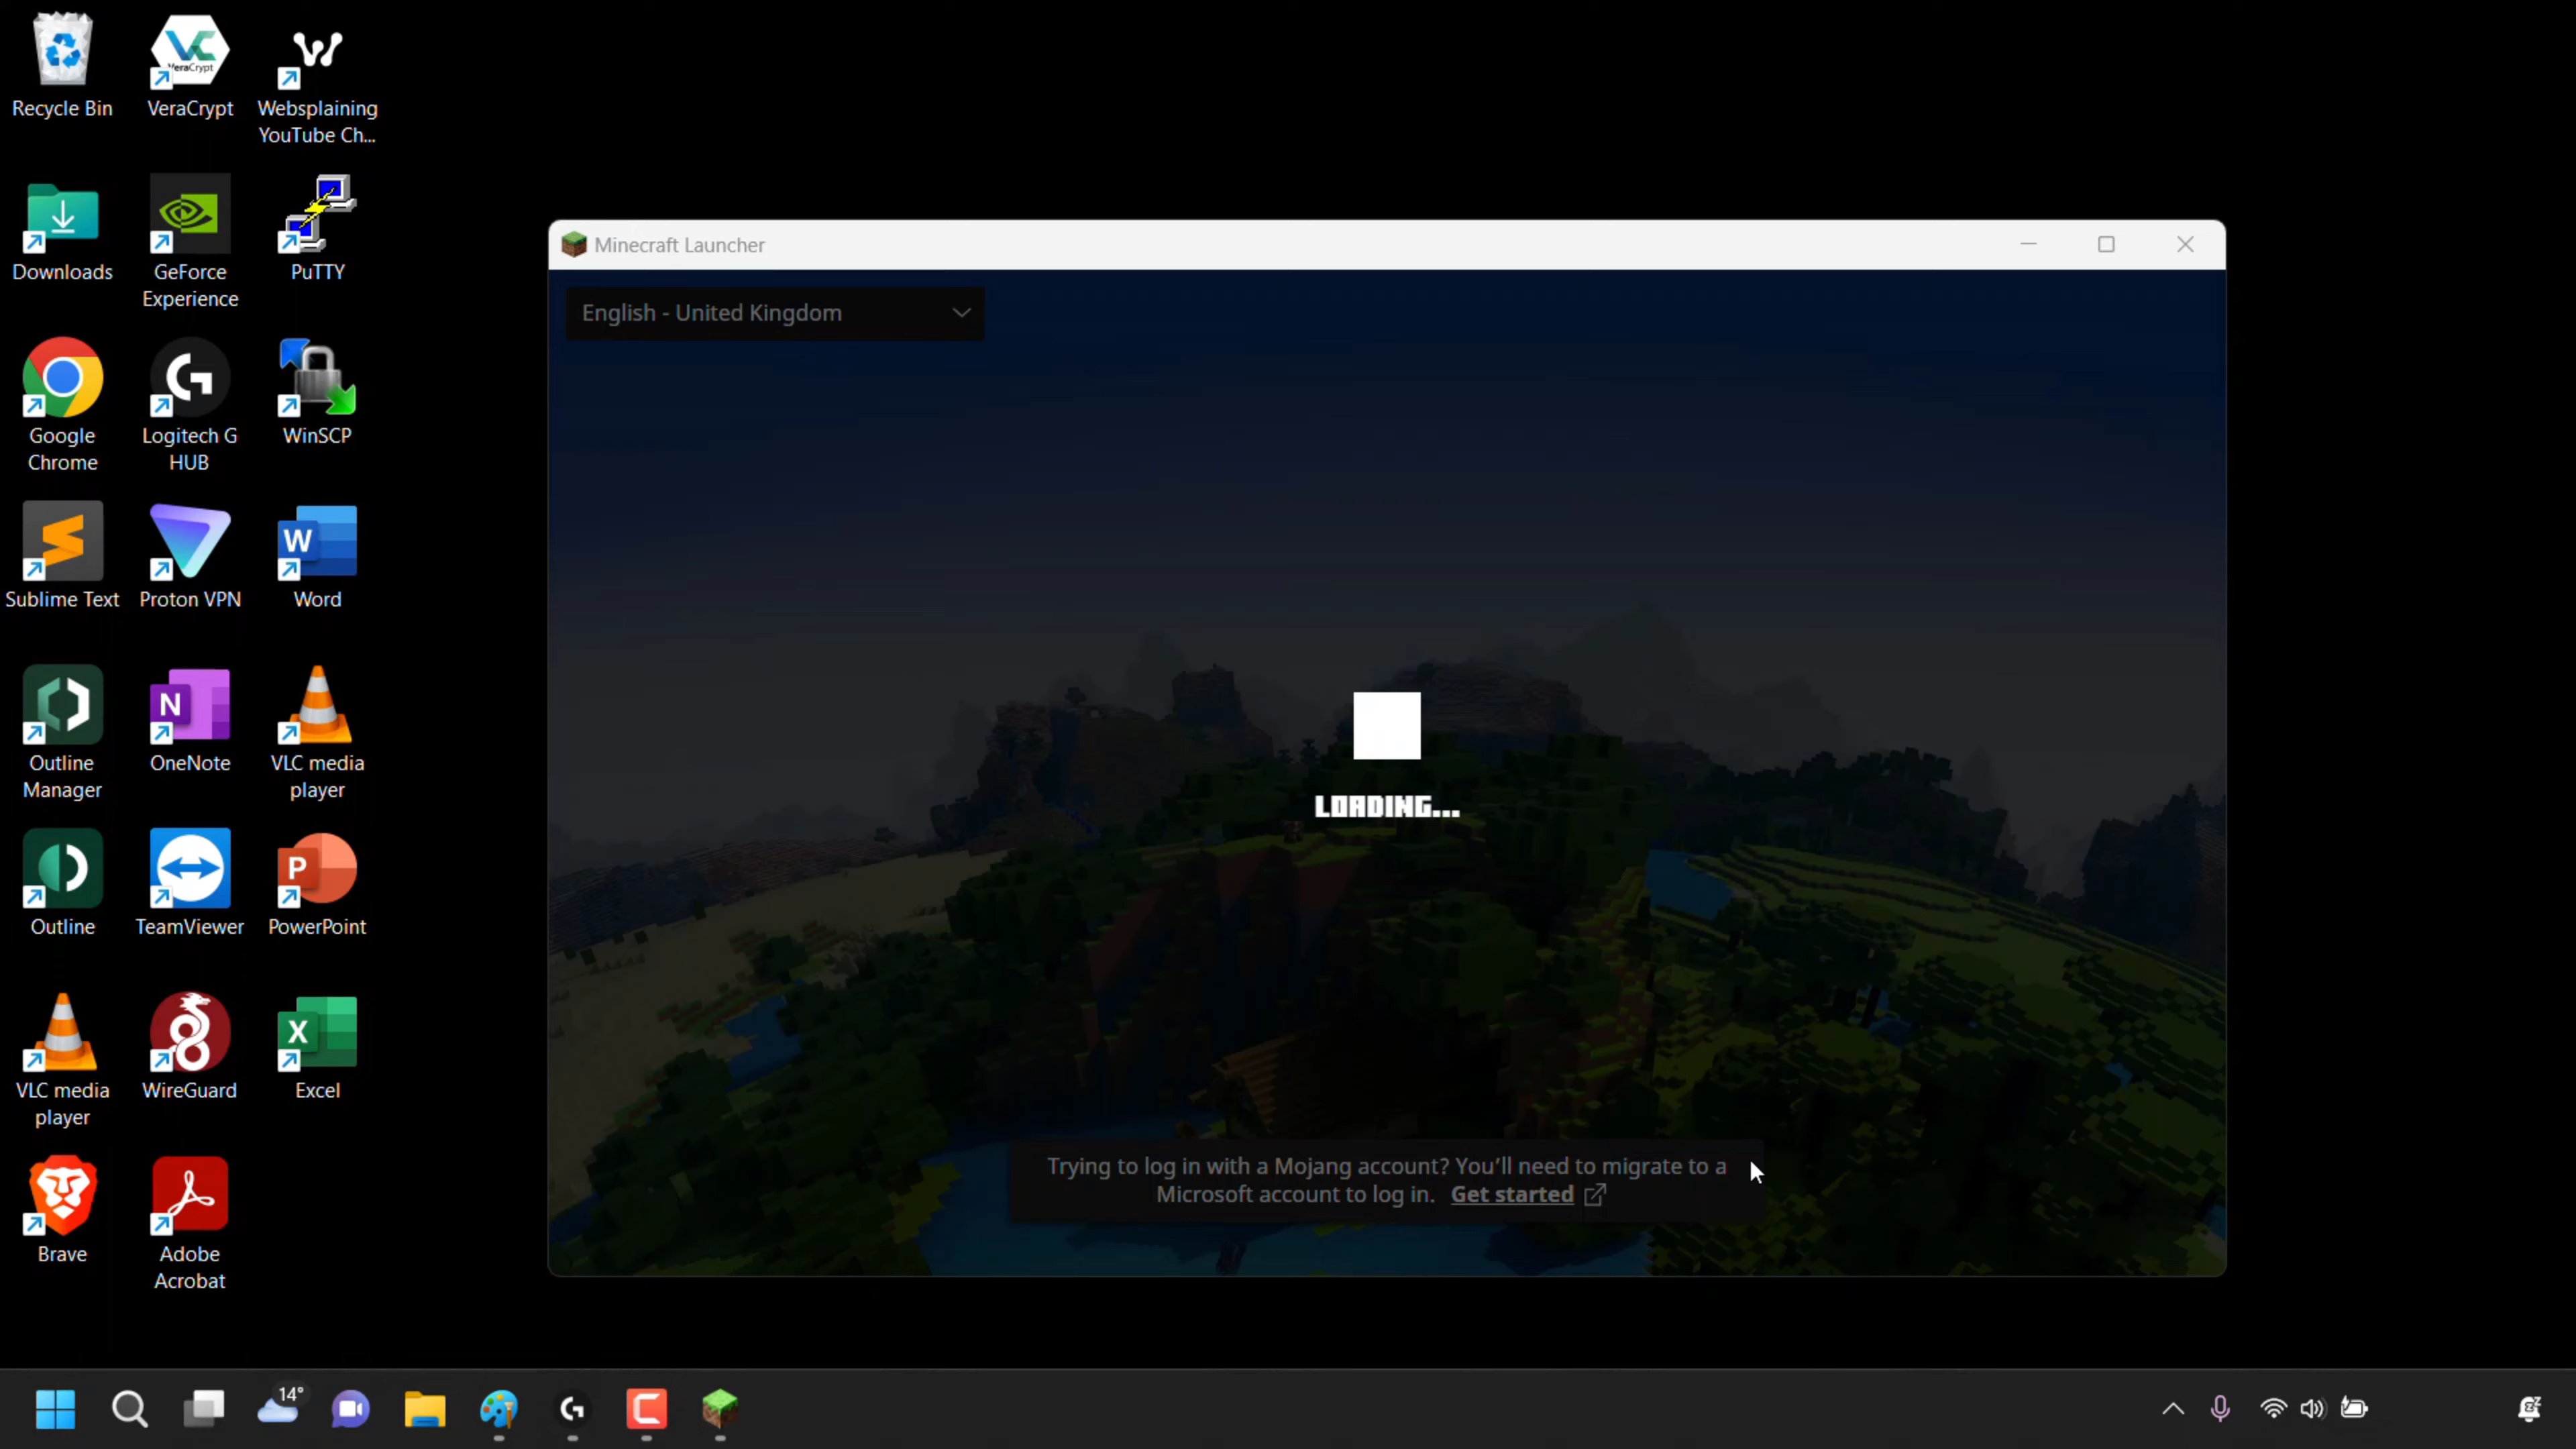 Recycle Bin
VeraCrypt
VeraCrypt
Websplaining
YouTube Ch...
Downloads
GeForce
Experience
PuTTY
Google
Chrome
Logitech G
HUB
WinSCP
Sublime Text
Proton VPN
W
Word
Outline
Manager
N
OneNote
VLC media
player
Outline
TeamViewer
P
PowerPoint
VLC media
player
WireGuard
X
Excel
Brave
Adobe
Acrobat
Minecraft Launcher
English - United Kingdom
LOADING...
Trying to log in with a Mojang account? You'll need to migrate to a
Microsoft account to log in. Get started
14°